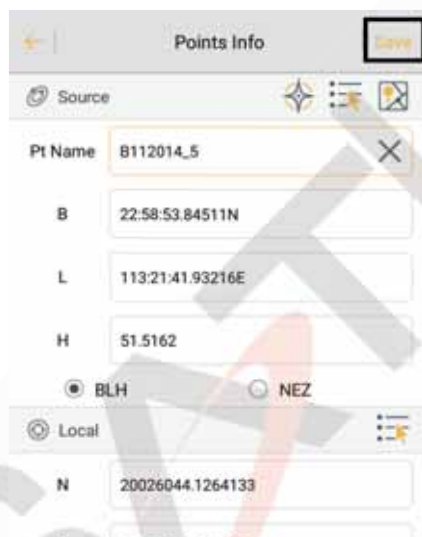 Points Info
Save
Source
Pt Name B112014_5
B 22:58:53.84511N
L 113:21:41.93216E
H 51.5162
BLH NEZ
Local
N 20026044.1264133